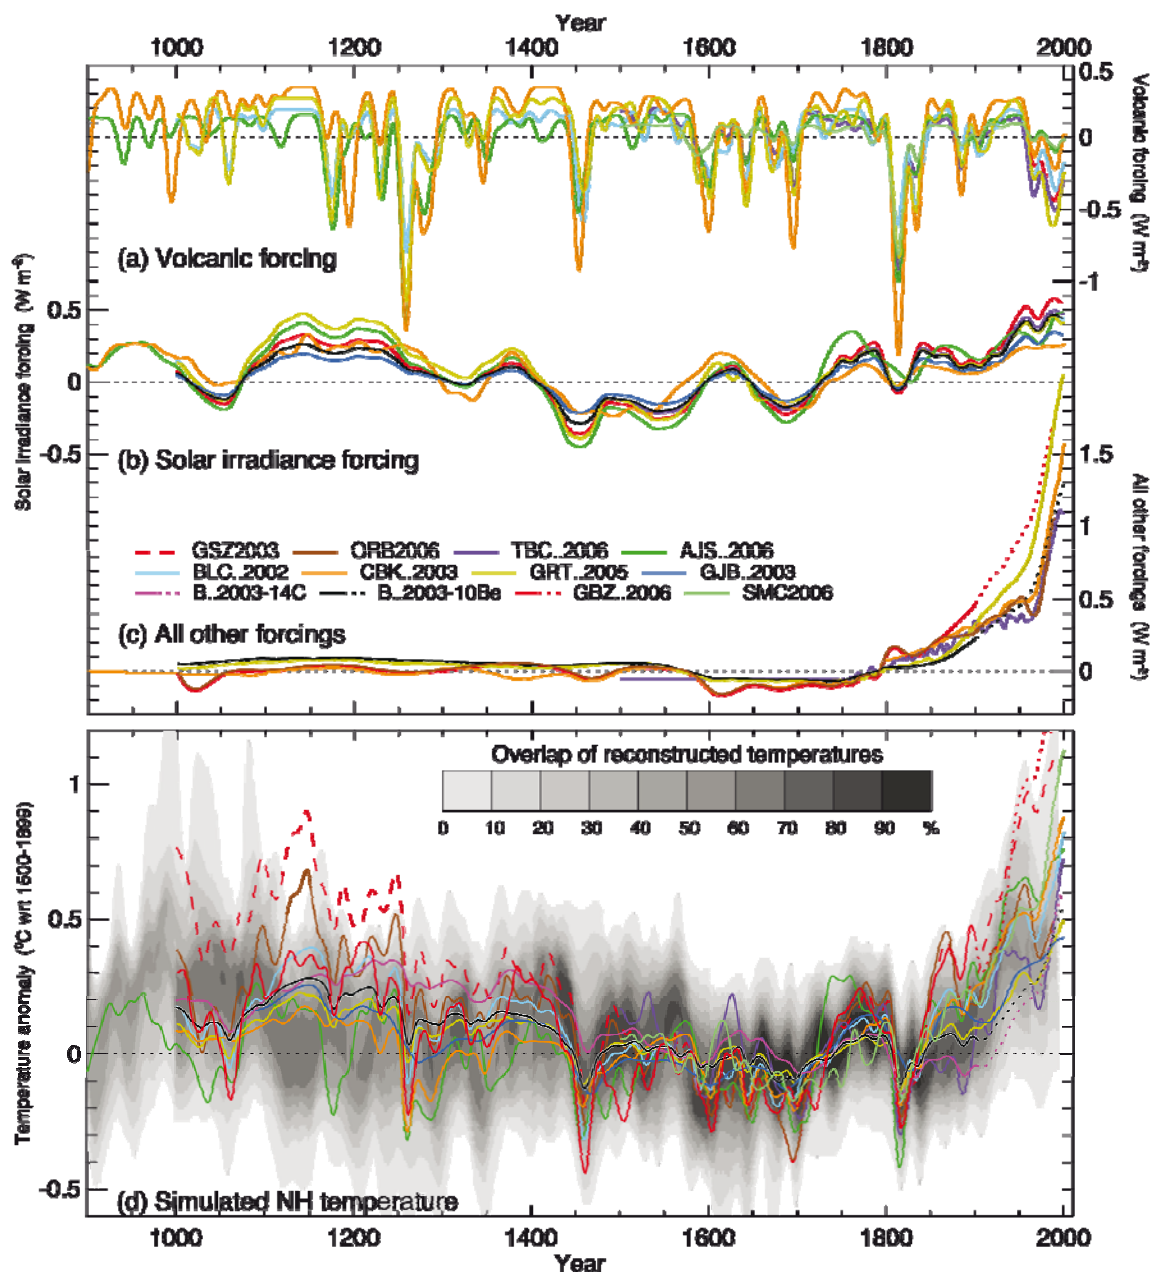 Year
1000 1200 1400 1600 1800 2000
0.5
0
-0.5
-1
Volcanic forcing (W m-2)
(a) Volcanic forcing
0.5
0
-0.5
Solar irradiance forcing (W m-2)
(b) Solar irradiance forcing
1.5
1
0.5
0
All other forcings (W m-2)
GSZ2003 ORB2006 TBC..2006 AJS..2006
BLC..2002 CBK..2003 GRT..2005 GJB..2003
B..2003-14C B..2003-10Be GBZ..2006 SMC2006
(c) All other forcings
Overlap of reconstructed temperatures
0 10 20 30 40 50 60 70 80 90 %
1
0.5
0
-0.5
Temperature anomaly (°C wrt 1500-1899)
(d) Simulated NH temperature
1000 1200 1400 1600 1800 2000
Year